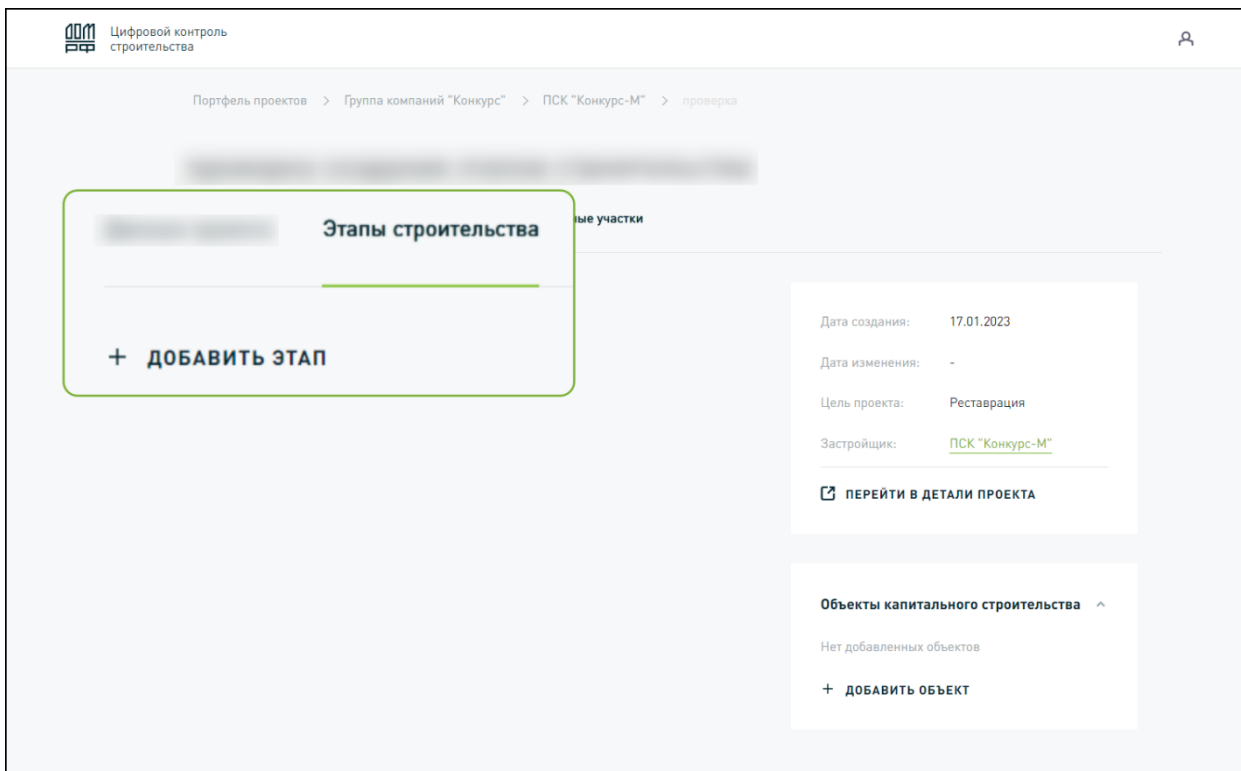 ДОМ
РФ
Цифровой контроль
строительства
Портфель проектов > Группа компаний "Конкурс" > ПСК "Конкурс-М" > проверка
Этапы строительства
ные участки
+ ДОБАВИТЬ ЭТАП
Дата создания: 17.01.2023
Дата изменения: -
Цель проекта: Реставрация
Застройщик: ПСК "Конкурс-М"
ПЕРЕЙТИ В ДЕТАЛИ ПРОЕКТА
Объекты капитального строительства
Нет добавленных объектов
+ ДОБАВИТЬ ОБЪЕКТ